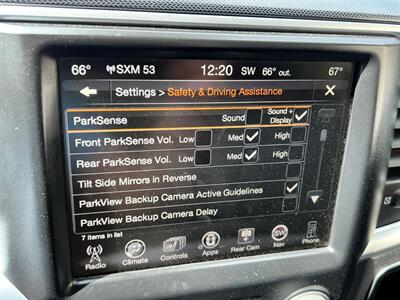 66° SXM 53 12:20 SW 66° out. 67°
Settings > Safety & Driving Assistance
ParkSense Sound Sound + Display
Front ParkSense Vol. Low Med High
Rear ParkSense Vol. Low Med High
Tilt Side Mirrors in Reverse
ParkView Backup Camera Active Guidelines
ParkView Backup Camera Delay
7 items in list
SW
Radio Climate Controls Apps Rear Cam Nav Phone